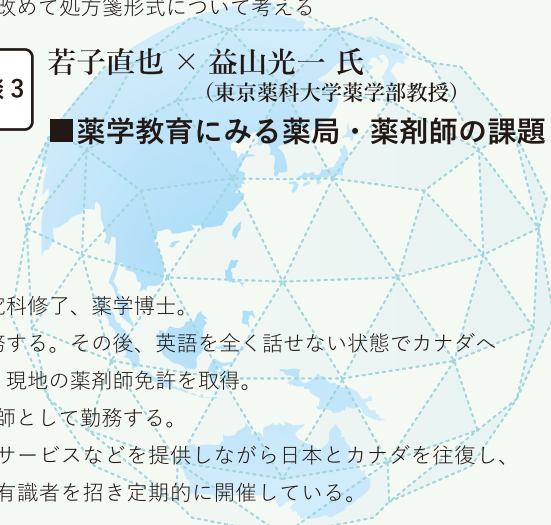 改めて処方箋形式について考える
談3
若子直也 × 益山光一 氏
（東京薬科大学薬学部教授）
■薬学教育にみる薬局・薬剤師の課題
究科修了、薬学博士。
務する。その後、英語を全く話せない状態でカナダへ
現地の薬剤師免許を取得。
師として勤務する。
サービスなどを提供しながら日本とカナダを往復し、
有識者を招き定期的に開催している。